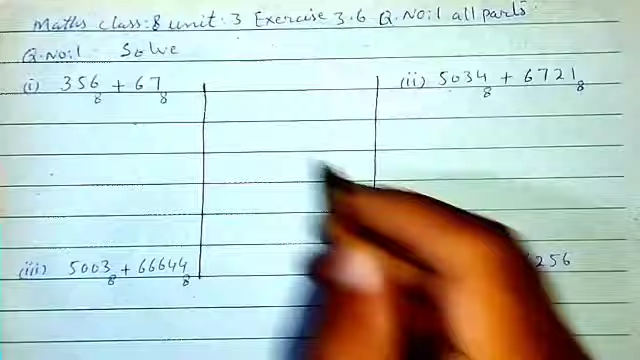 Maths class:8 unit:3 Exercise 3.6 Q.No:1 all parts
Q.No:1 Solve
(i) 356₈ + 67₈ (ii) 5034₈ + 6721₈
(iii) 5003₈ + 66644₈ 256